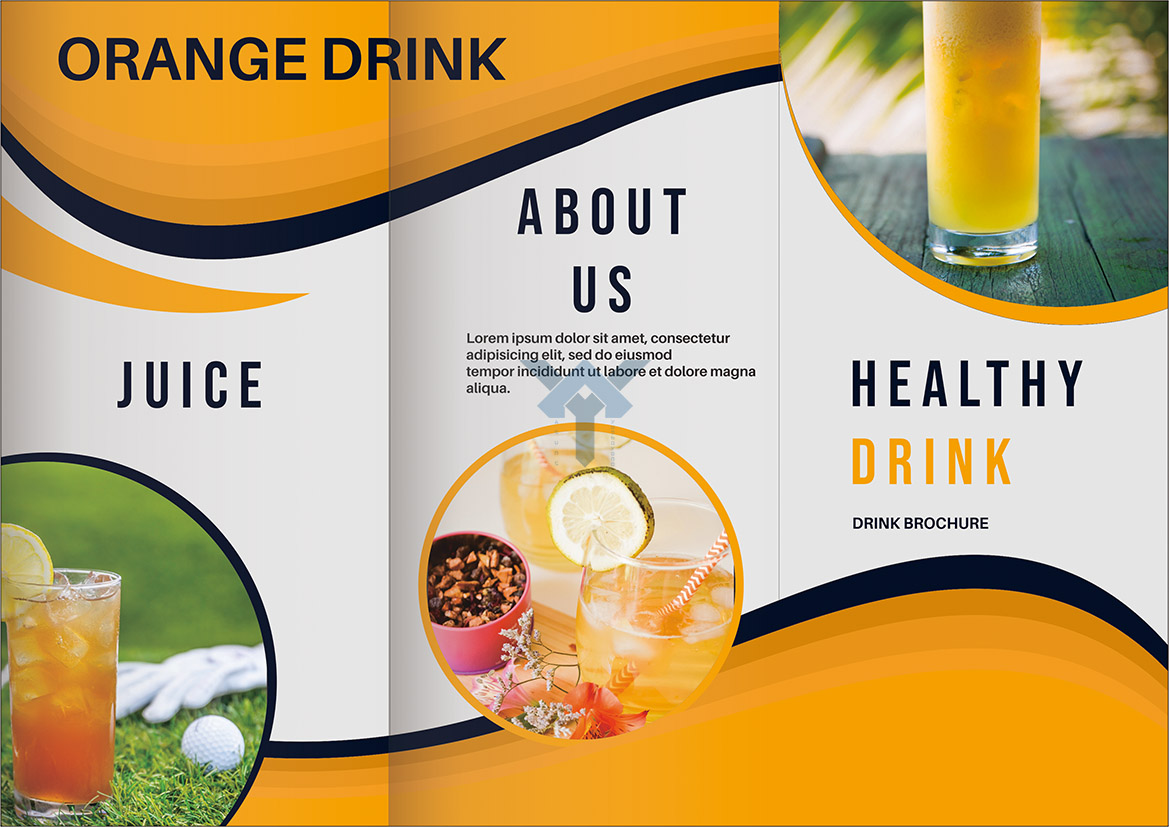 ORANGE DRINK
JUICE
ABOUT
US
Lorem ipsum dolor sit amet, consectetur
adipisicing elit, sed do eiusmod
tempor incididunt ut labore et dolore magna
aliqua.
HEALTHY
DRINK
DRINK BROCHURE